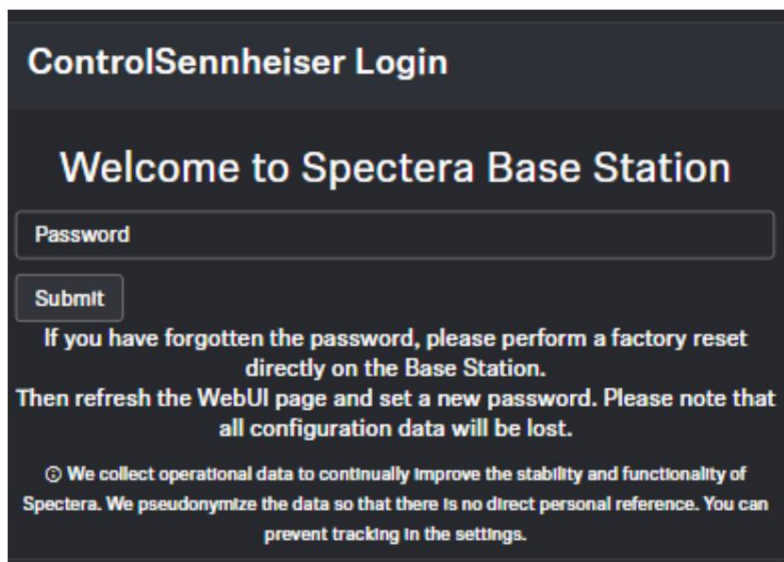 ControlSennheiser Login
Welcome to Spectera Base Station
Password
Submit
If you have forgotten the password, please perform a factory reset
directly on the Base Station.
Then refresh the WebUI page and set a new password. Please note that
all configuration data will be lost.
We collect operational data to continually improve the stability and functionality of
Spectera. We pseudonymize the data so that there is no direct personal reference. You can
prevent tracking in the settings.